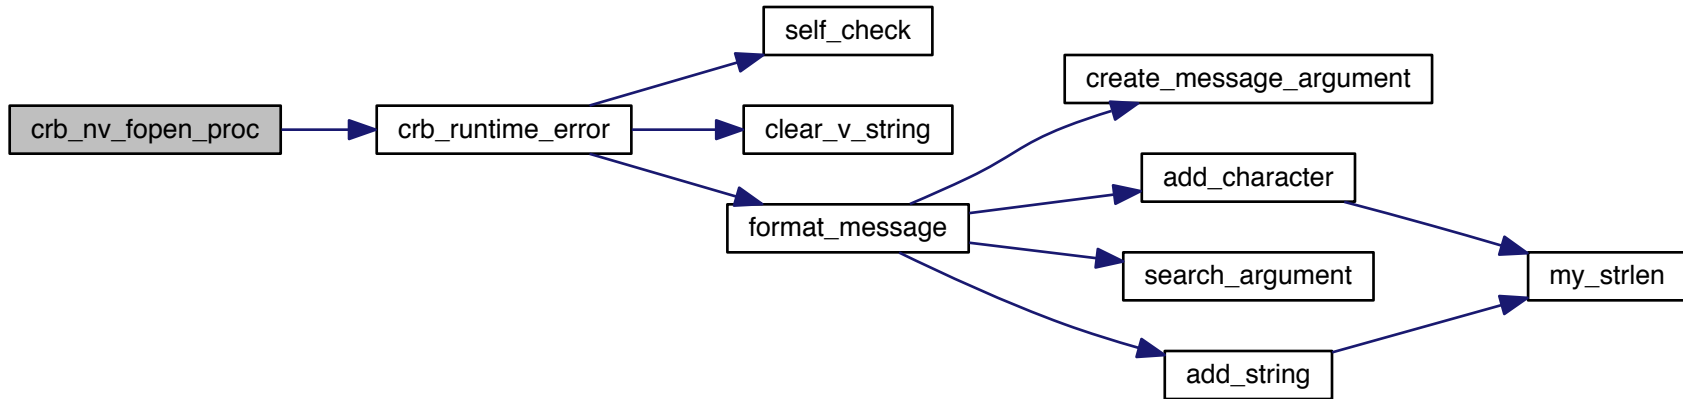 crb_nv_fopen_proc
crb_runtime_error
self_check
clear_v_string
format_message
create_message_argument
add_character
search_argument
add_string
my_strlen